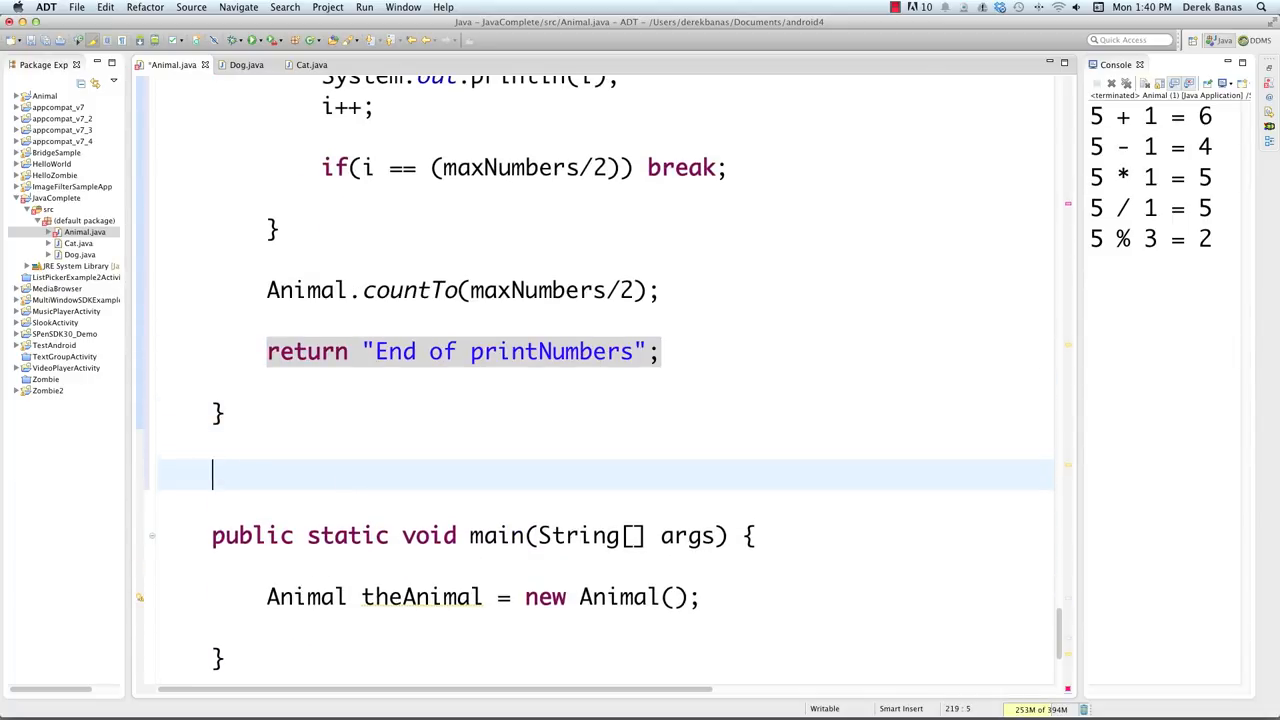 ADT File Edit Refactor Source Navigate Search Project Run Window Help
10
Mon 1:40 PM Derek Banas
Java - JavaComplete/src/Animal.java - ADT - /Users/derekbanas/Documents/android4
Quick Access
Java
DDMS
Package Exp
*Animal.java
Dog.java
Cat.java
Console
<terminated> Animal (1) [Java Application] /S
Animal
appcompat_v7
appcompat_v7_2
appcompat_v7_3
appcompat_v7_4
BridgeSample
HelloWorld
HelloZombie
ImageFilterSampleApp
JavaComplete
src
(default package)
Animal.java
Cat.java
Dog.java
JRE System Library [Ja
ListPickerExample2Activi
MediaBrowser
MultiWindowSDKExample
MusicPlayerActivity
SlookActivity
SPenSDK30_Demo
TestAndroid
TextGroupActivity
VideoPlayerActivity
Zombie
Zombie2
System.out.println(i);
i++;
if(i == (maxNumbers/2)) break;
}
Animal.countTo(maxNumbers/2);
return "End of printNumbers";
}
public static void main(String[] args) {
Animal theAnimal = new Animal();
}
5 + 1 = 6
5 - 1 = 4
5 * 1 = 5
5 / 1 = 5
5 % 3 = 2
Writable
Smart Insert
219 : 5
253M of 394M